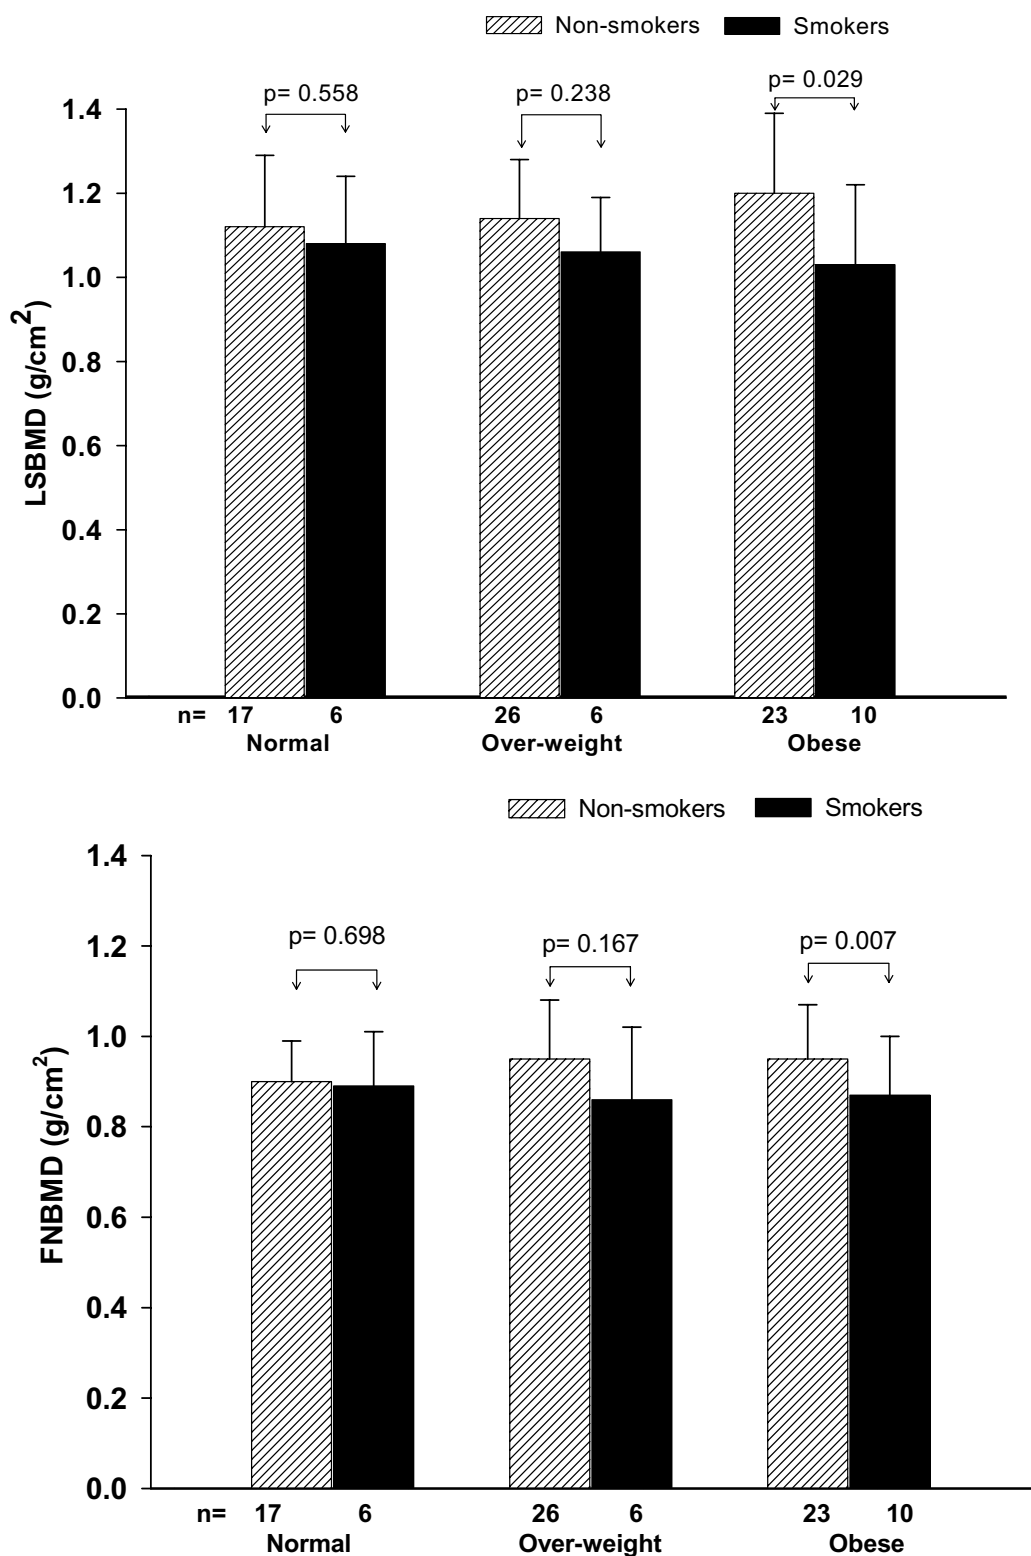 Non-smokers Smokers
p= 0.558 p= 0.238 p= 0.029
1.4
1.2
1.0
0.8
0.6
0.4
0.2
0.0
LSBMD (g/cm²)
n= 17 6 26 6 23 10
Normal Over-weight Obese
Non-smokers Smokers
1.4
1.2
p= 0.698 p= 0.167 p= 0.007
1.0
0.8
0.6
0.4
0.2
0.0
FNBMD (g/cm²)
n= 17 6 26 6 23 10
Normal Over-weight Obese